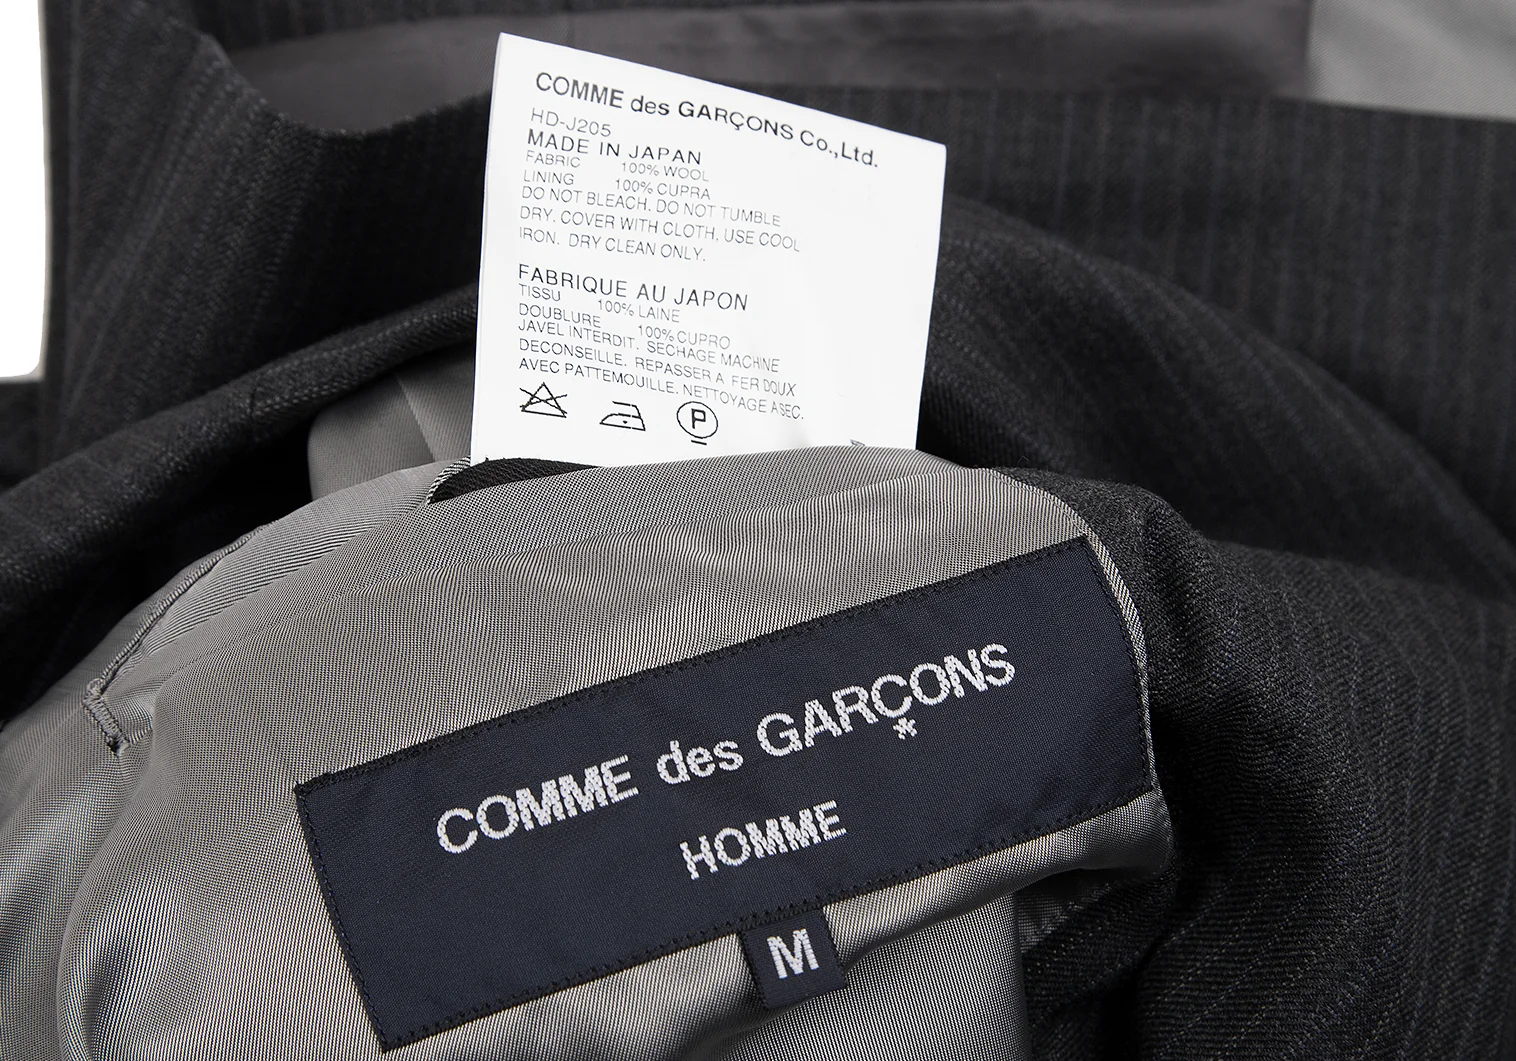 COMME des GARÇONS Co.,Ltd.
HD-J205
MADE IN JAPAN
FABRIC 100% WOOL
LINING 100% CUPRA
DO NOT BLEACH. DO NOT TUMBLE
DRY. COVER WITH CLOTH, USE COOL
IRON. DRY CLEAN ONLY.
FABRIQUE AU JAPON
TISSU 100% LAINE
DOUBLURE 100% CUPRO
JAVEL INTERDIT. SECHAGE MACHINE
DECONSEILLE. REPASSER A FER DOUX
AVEC PATTEMOUILLE. NETTOYAGE A SEC.
P
COMME des GARÇONS
*
HOMME
M